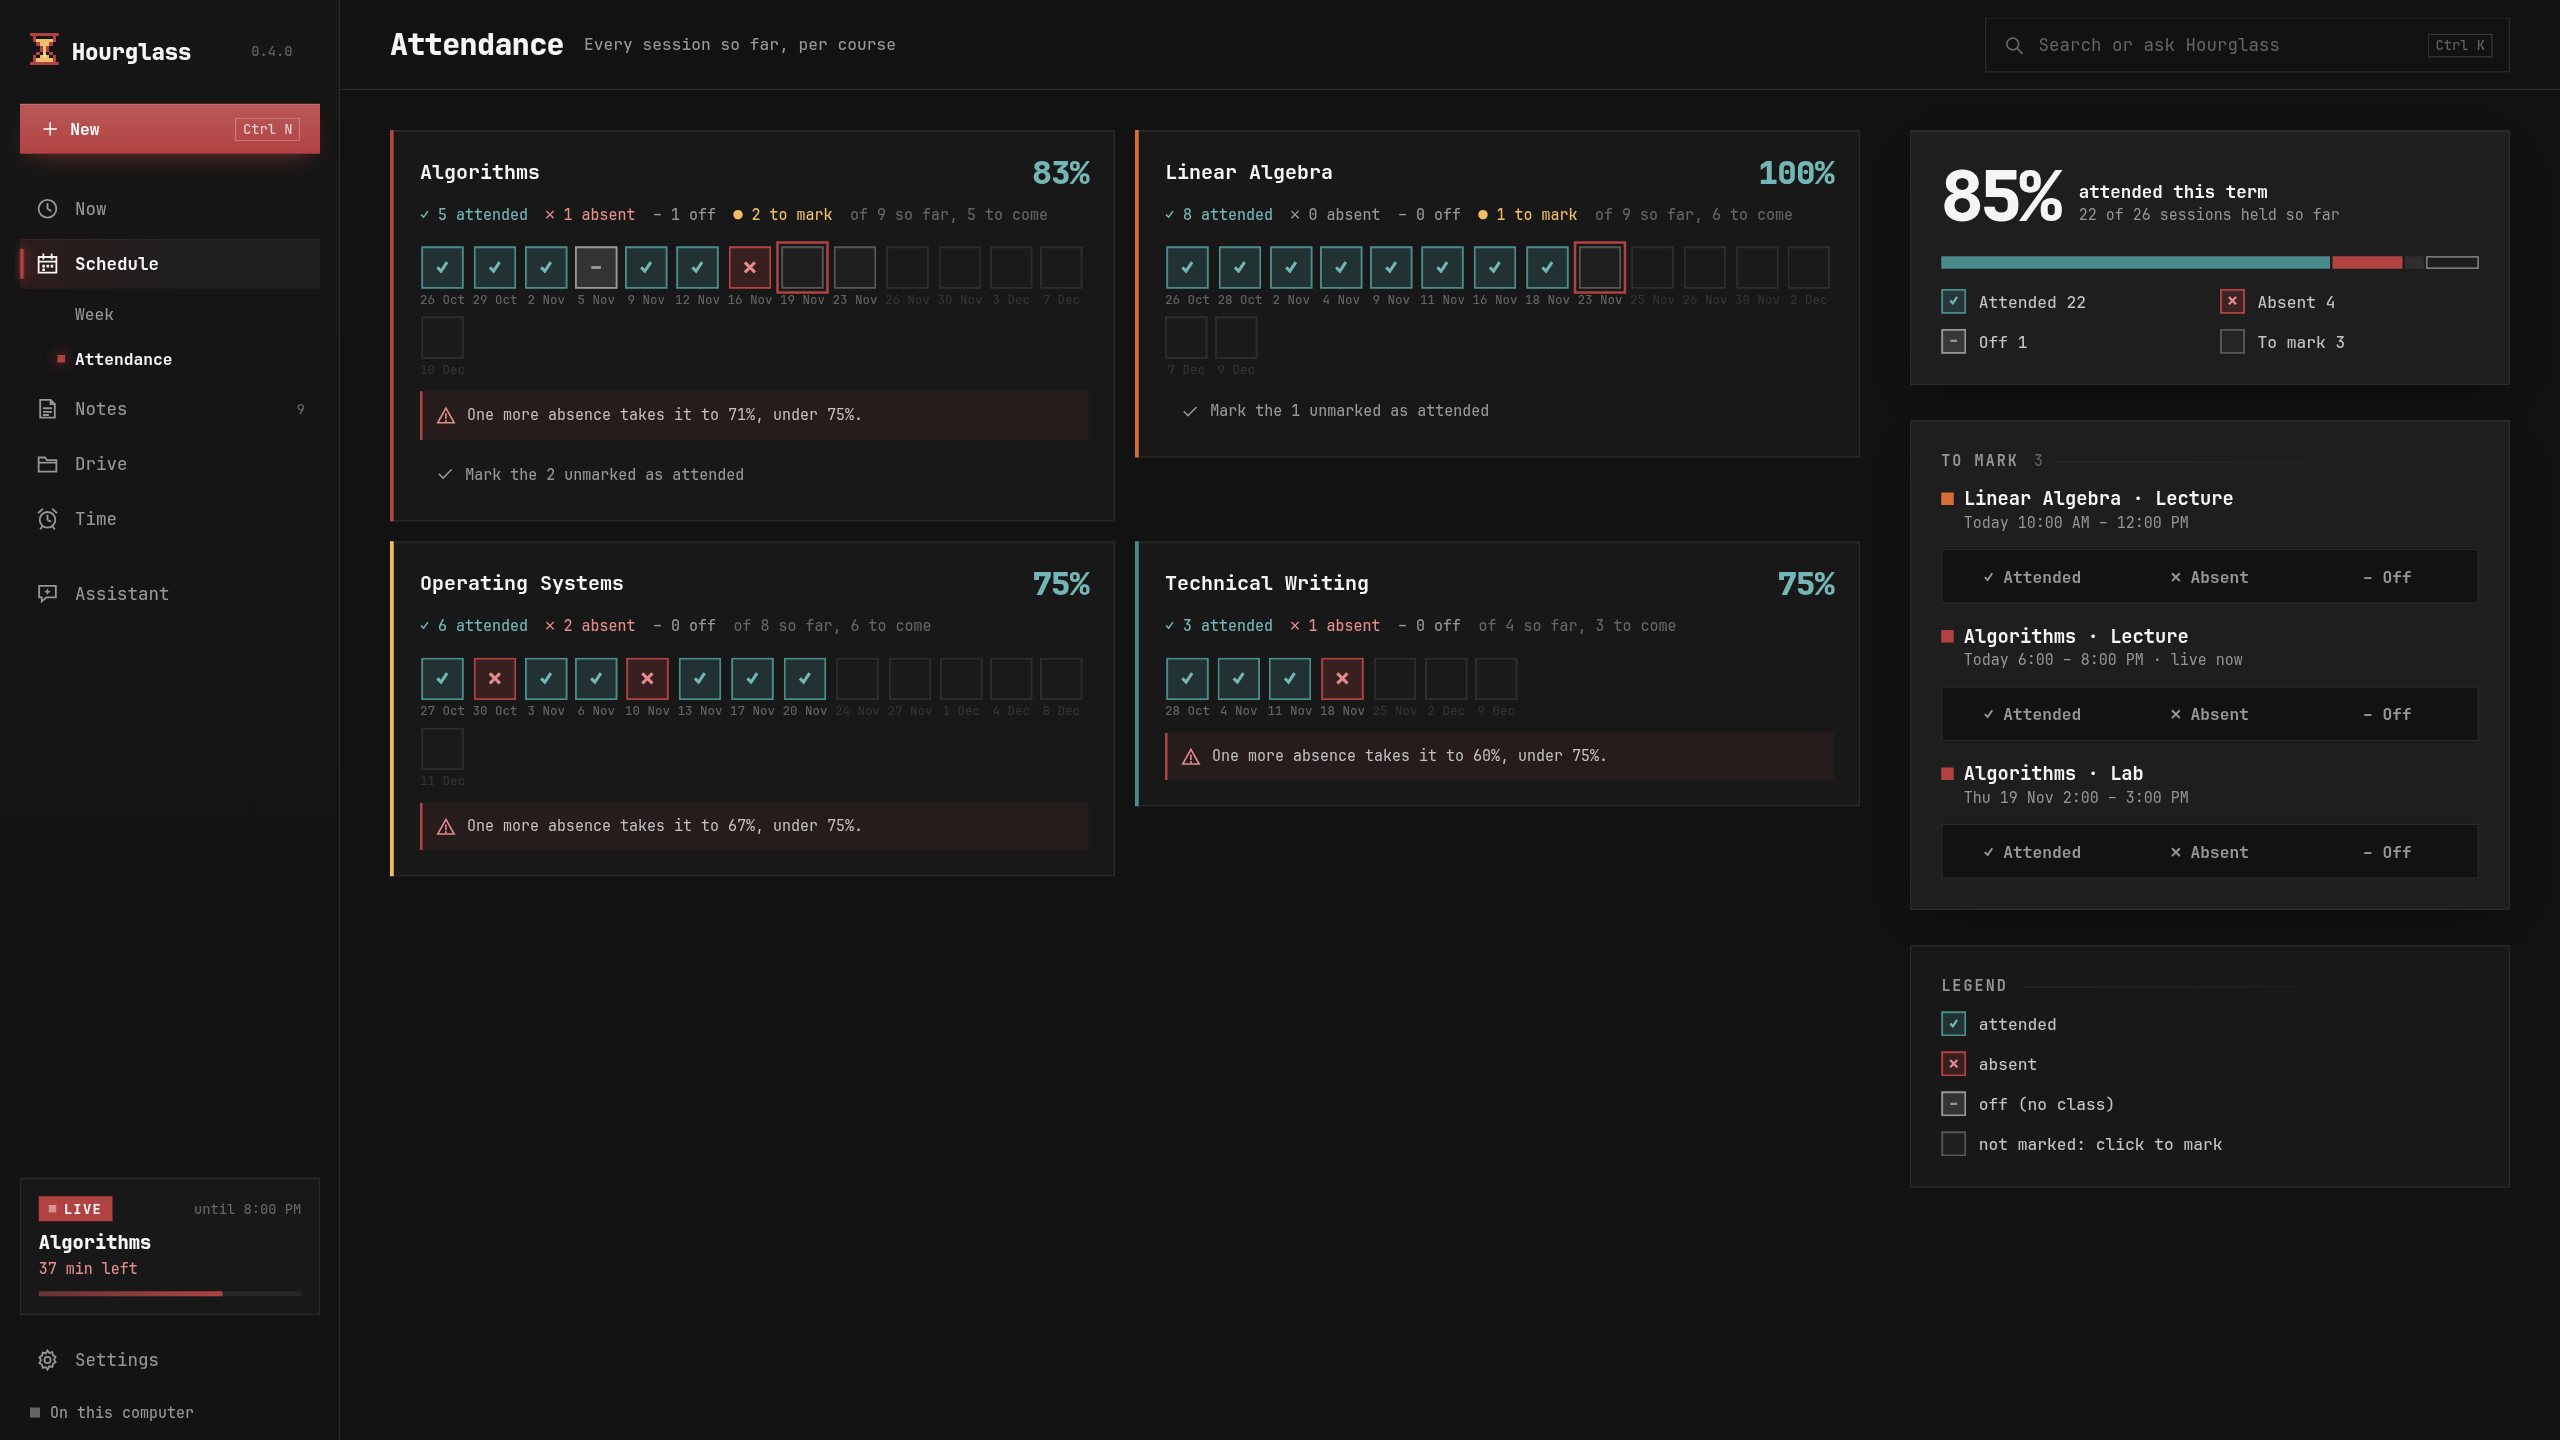 Hourglass 0.4.0
New Ctrl N
Now
Schedule
Week
Attendance
Notes 9
Drive
Time
Assistant
LIVE until 8:00 PM
Algorithms
37 min left
Settings
On this computer
Attendance Every session so far, per course
Search or ask Hourglass Ctrl K
Algorithms 83%
✓ 5 attended × 1 absent – 1 off ● 2 to mark of 9 so far, 5 to come
26 Oct 29 Oct 2 Nov 5 Nov 9 Nov 12 Nov 16 Nov 19 Nov 23 Nov 26 Nov 30 Nov 3 Dec 7 Dec
10 Dec
One more absence takes it to 71%, under 75%.
Mark the 2 unmarked as attended
Linear Algebra 100%
✓ 8 attended × 0 absent – 0 off ● 1 to mark of 9 so far, 6 to come
26 Oct 28 Oct 2 Nov 4 Nov 9 Nov 11 Nov 16 Nov 18 Nov 23 Nov 25 Nov 26 Nov 30 Nov 2 Dec
7 Dec 9 Dec
Mark the 1 unmarked as attended
Operating Systems 75%
✓ 6 attended × 2 absent – 0 off of 8 so far, 6 to come
27 Oct 30 Oct 3 Nov 6 Nov 10 Nov 13 Nov 17 Nov 20 Nov 24 Nov 27 Nov 1 Dec 4 Dec 8 Dec
11 Dec
One more absence takes it to 67%, under 75%.
Technical Writing 75%
✓ 3 attended × 1 absent – 0 off of 4 so far, 3 to come
28 Oct 4 Nov 11 Nov 18 Nov 25 Nov 2 Dec 9 Dec
One more absence takes it to 60%, under 75%.
85% attended this term
22 of 26 sessions held so far
Attended 22 Absent 4
Off 1 To mark 3
TO MARK 3
Linear Algebra · Lecture
Today 10:00 AM – 12:00 PM
✓ Attended × Absent – Off
Algorithms · Lecture
Today 6:00 – 8:00 PM · live now
✓ Attended × Absent – Off
Algorithms · Lab
Thu 19 Nov 2:00 – 3:00 PM
✓ Attended × Absent – Off
LEGEND
attended
absent
off (no class)
not marked: click to mark